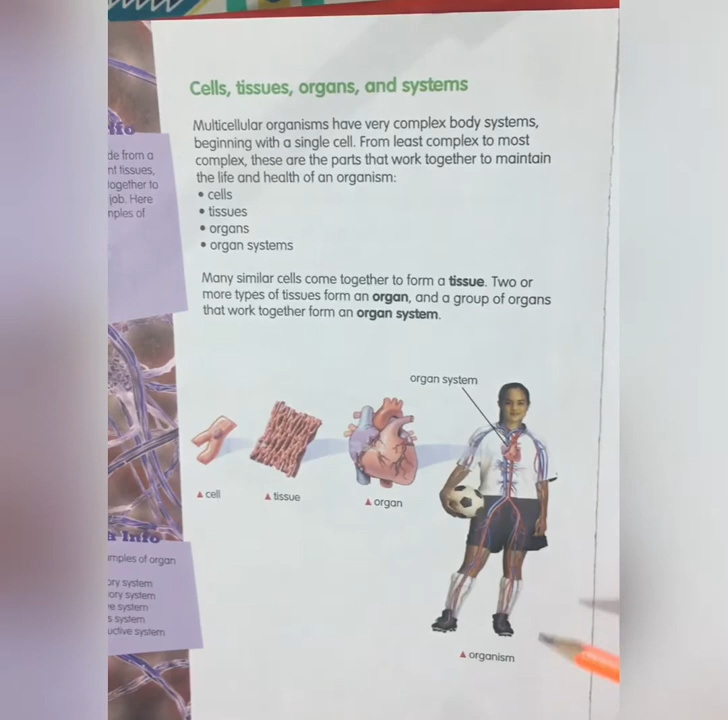 Cells, tissues, organs, and systems
Multicellular organisms have very complex body systems,
beginning with a single cell. From least complex to most
complex, these are the parts that work together to maintain
the life and health of an organism:
• cells
• tissues
• organs
• organ systems
Many similar cells come together to form a tissue. Two or
more types of tissues form an organ, and a group of organs
that work together form an organ system.
organ system
▲ cell
▲ tissue
▲ organ
▲ organism
de from a
nt tissues,
ogether to
job. Here
nples of
Info
mples of organ
ory system
ory system
e system
s system
uctive system